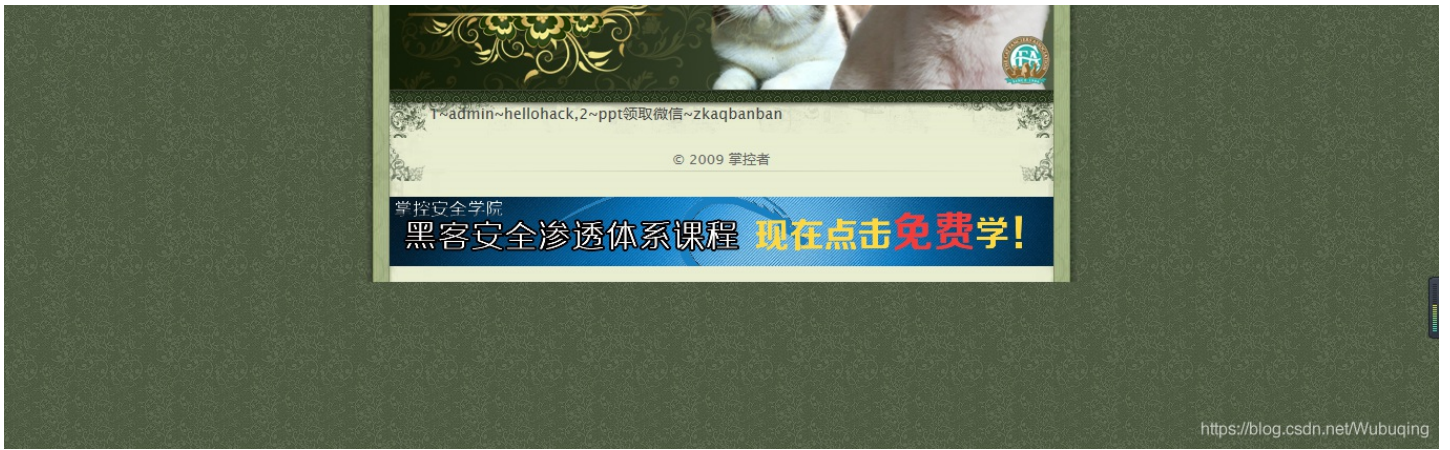 1~admin~hellohack,2~ppt领取微信~zkaqbanban
© 2009 掌控者
掌控安全学院
黑客安全渗透体系课程 现在点击免费学!
https://blog.csdn.net/Wubuqing